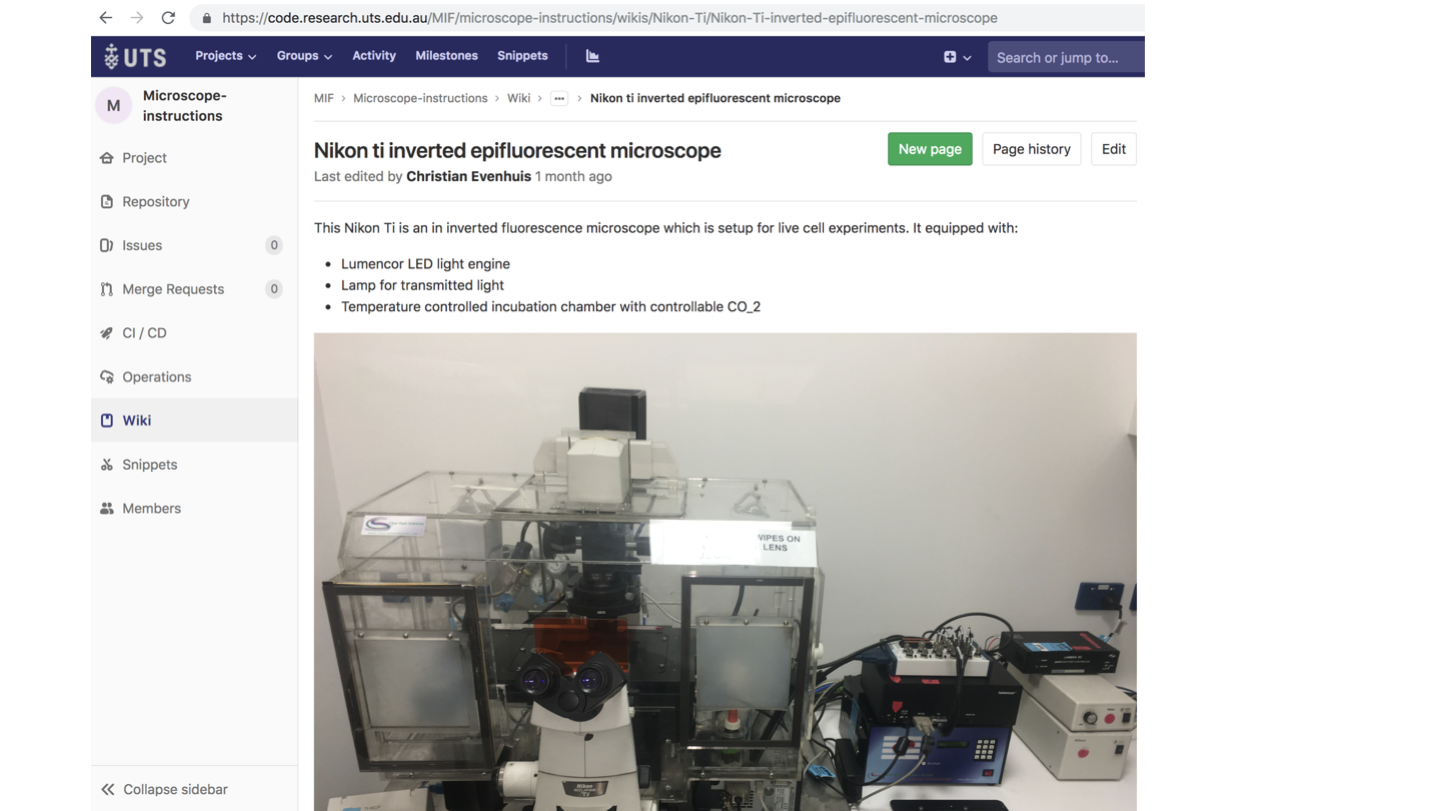 https://code.research.uts.edu.au/MIF/microscope-instructions/wikis/Nikon-Ti/Nikon-Ti-inverted-epifluorescent-microscope
UTS Projects Groups Activity Milestones Snippets Search or jump to...
M Microscope-instructions
Project
Repository
Issues 0
Merge Requests 0
CI / CD
Operations
Wiki
Snippets
Members
Collapse sidebar
MIF > Microscope-instructions > Wiki > ... > Nikon ti inverted epifluorescent microscope
Nikon ti inverted epifluorescent microscope
New page Page history Edit
Last edited by Christian Evenhuis 1 month ago
This Nikon Ti is an in inverted fluorescence microscope which is setup for live cell experiments. It equipped with:
• Lumencor LED light engine
• Lamp for transmitted light
• Temperature controlled incubation chamber with controllable CO_2
WIPES ON
LENS
Nikon
Ti